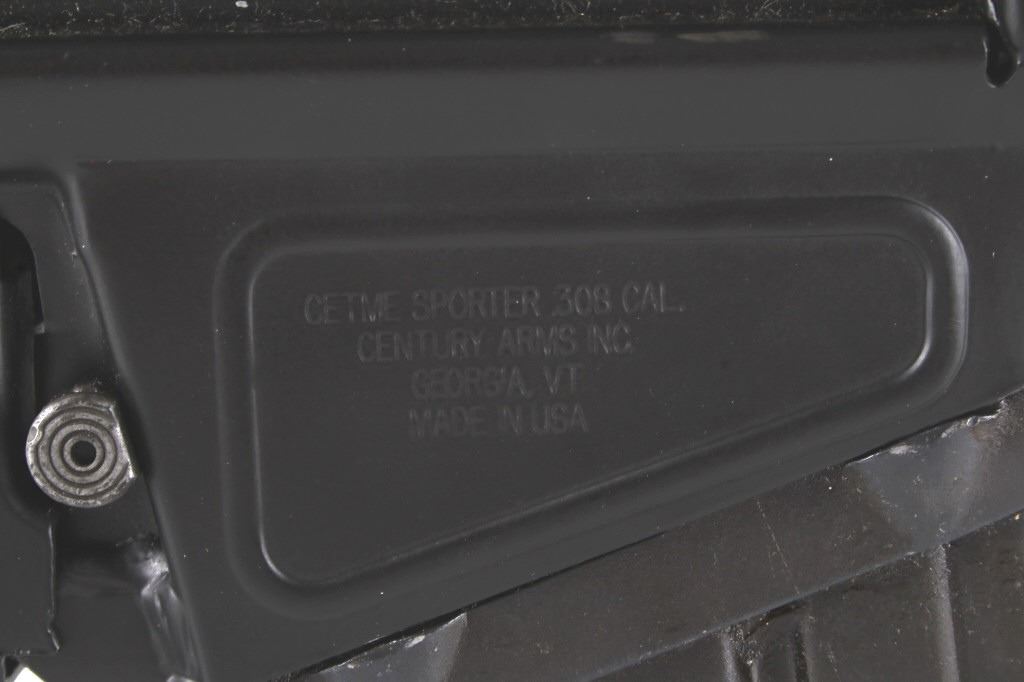 CETME SPORTER .308 CAL.
CENTURY ARMS INC.
GEORGIA, VT
MADE IN USA